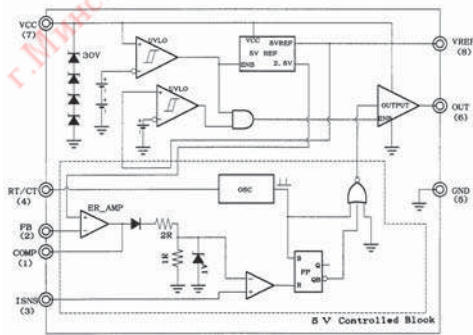 VCC
(7)
г.Минс
30V
UVLO
VCC
5VREF
5V REF
ENB
2.5V
VREF
(8)
UVLO
OUTPUT
ENB
OUT
(6)
RT/CT
(4)
OSC
GND
(5)
ER_AMP
FB
(2)
COMP
(1)
2R
1R
1V
S
Q
FF
QB
R
ISNS
(3)
5V Controlled Block